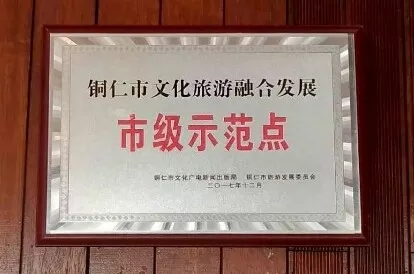 铜仁市文化旅游融合发展
市级示范点
铜仁市文化广电新闻出版局 铜仁市旅游发展委员会
二〇一七年十二月